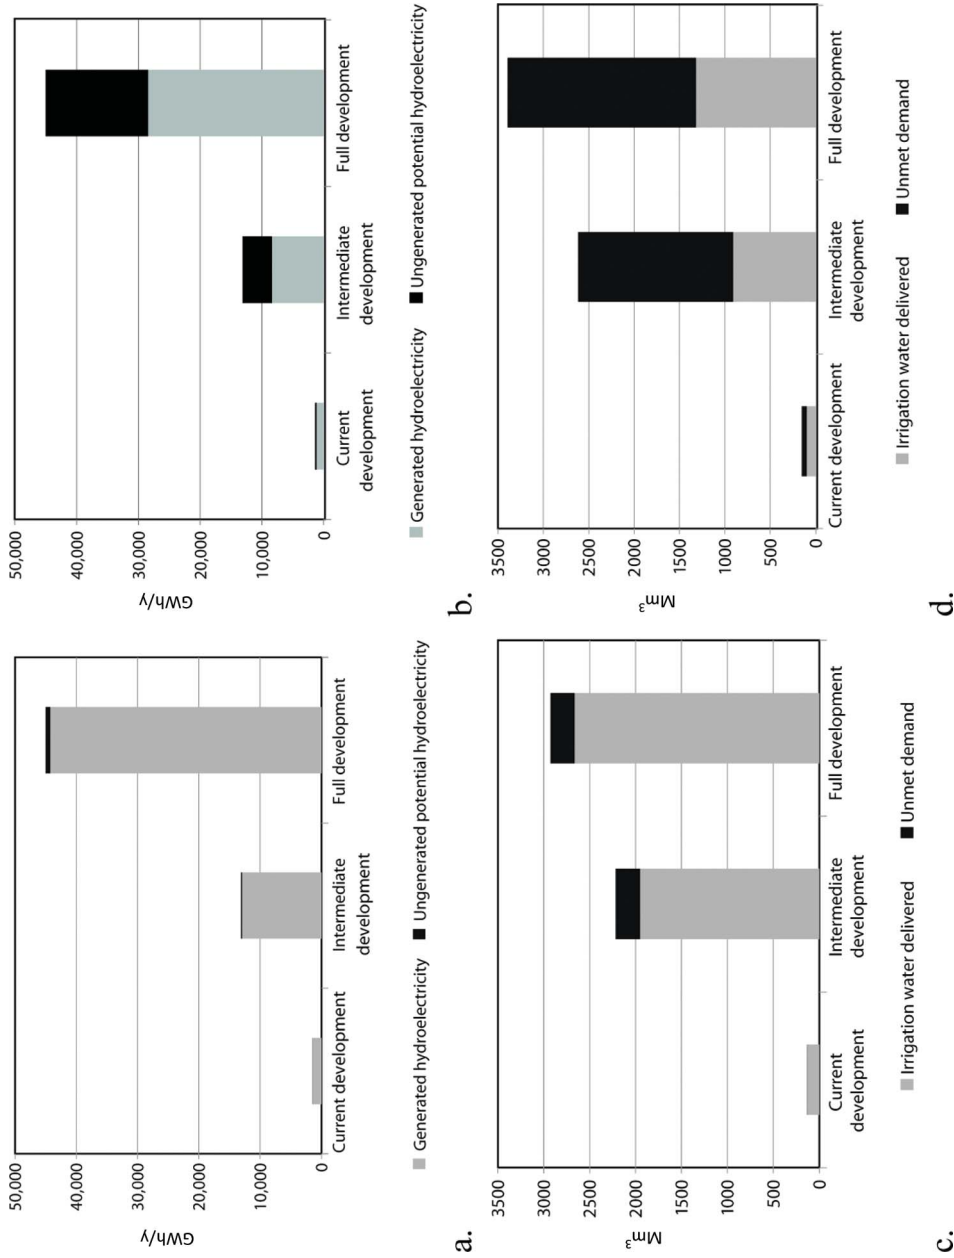 50,000
40,000
30,000
20,000
10,000
0
GWh/y
Current development
Intermediate
development
Full development
Generated hydroelectricity
Ungenerated potential hydroelectricity
a.
50,000
40,000
30,000
20,000
10,000
0
GWh/y
Current
development
Intermediate
development
Full development
Generated hydroelectricity
Ungenerated potential hydroelectricity
b.
3500
3000
2500
2000
1500
1000
500
0
Mm³
Current
development
Intermediate
development
Full development
Irrigation water delivered
Unmet demand
c.
3500
3000
2500
2000
1500
1000
500
0
Mm³
Current development
Intermediate
development
Full development
Irrigation water delivered
Unmet demand
d.